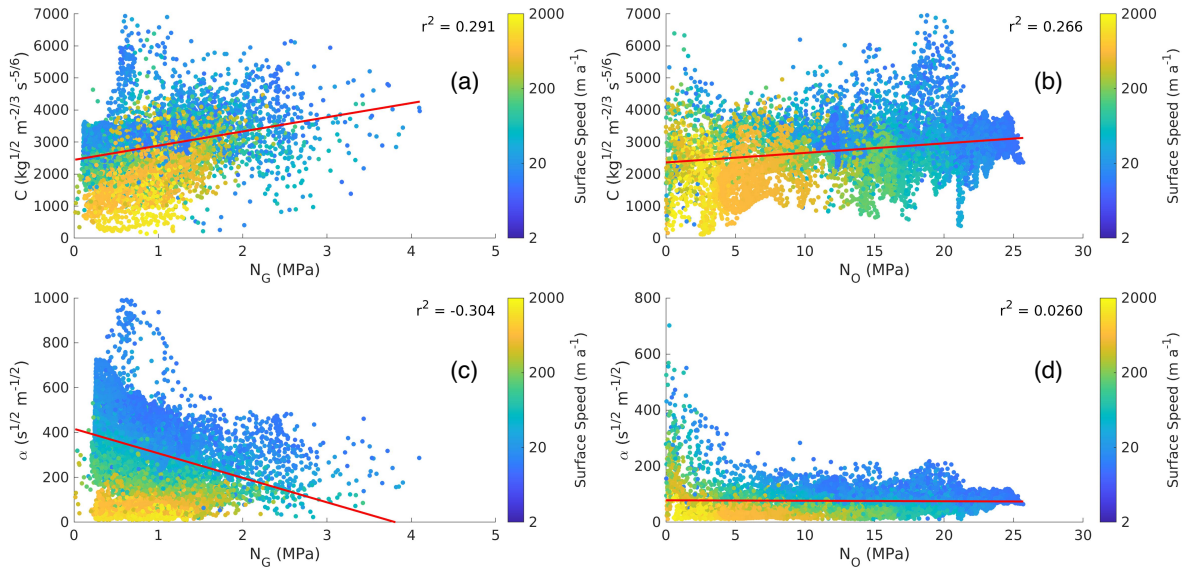 7000
6000
5000
4000
3000
2000
1000
0
C (kg^1/2 m^-2/3 s^-5/6)
r² = 0.291
(a)
0 1 2 3 4 5
N_G (MPa)
2000
200
20
2
Surface Speed (m a^-1)
7000
6000
5000
4000
3000
2000
1000
0
C (kg^1/2 m^-2/3 s^-5/6)
r² = 0.266
(b)
0 5 10 15 20 25 30
N_O (MPa)
2000
200
20
2
Surface Speed (m a^-1)
1000
800
600
400
200
0
α (s^1/2 m^-1/2)
r² = -0.304
(c)
0 1 2 3 4 5
N_G (MPa)
2000
200
20
2
Surface Speed (m a^-1)
800
600
400
200
0
α (s^1/2 m^-1/2)
r² = 0.0260
(d)
0 5 10 15 20 25 30
N_O (MPa)
2000
200
20
2
Surface Speed (m a^-1)